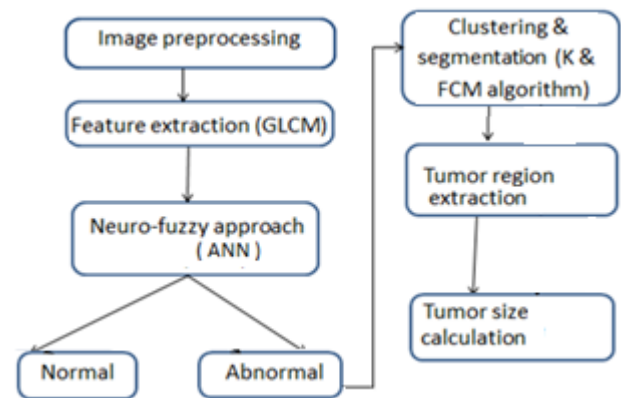 Image preprocessing
Feature extraction (GLCM)
Neuro-fuzzy approach
( ANN )
Normal
Abnormal
Clustering &
segmentation (K &
FCM algorithm)
Tumor region
extraction
Tumor size
calculation